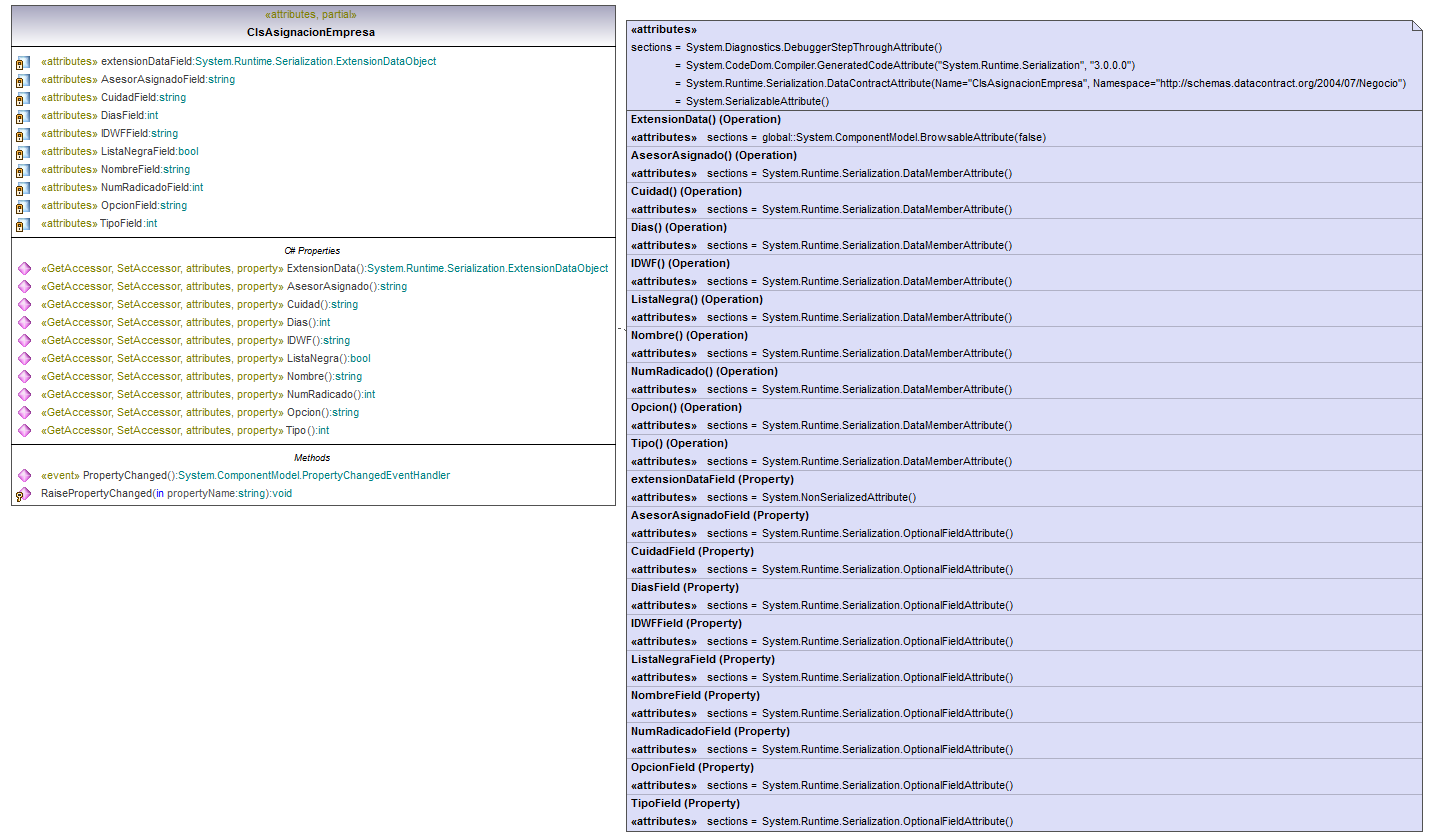 «attributes, partial»
ClsAsignacionEmpresa
«attributes» extensionDataField:System.Runtime.Serialization.ExtensionDataObject
«attributes» AsesorAsignadoField:string
«attributes» CuidadField:string
«attributes» DiasField:int
«attributes» IDWFField:string
«attributes» ListaNegraField:bool
«attributes» NombreField:string
«attributes» NumRadicadoField:int
«attributes» OpcionField:string
«attributes» TipoField:int
C# Properties
«GetAccessor, SetAccessor, attributes, property» ExtensionData():System.Runtime.Serialization.ExtensionDataObject
«GetAccessor, SetAccessor, attributes, property» AsesorAsignado():string
«GetAccessor, SetAccessor, attributes, property» Cuidad():string
«GetAccessor, SetAccessor, attributes, property» Dias():int
«GetAccessor, SetAccessor, attributes, property» IDWF():string
«GetAccessor, SetAccessor, attributes, property» ListaNegra():bool
«GetAccessor, SetAccessor, attributes, property» Nombre():string
«GetAccessor, SetAccessor, attributes, property» NumRadicado():int
«GetAccessor, SetAccessor, attributes, property» Opcion():string
«GetAccessor, SetAccessor, attributes, property» Tipo():int
Methods
«event» PropertyChanged():System.ComponentModel.PropertyChangedEventHandler
RaisePropertyChanged(in propertyName:string):void
«attributes»
sections = System.Diagnostics.DebuggerStepThroughAttribute()
= System.CodeDom.Compiler.GeneratedCodeAttribute("System.Runtime.Serialization", "3.0.0.0")
= System.Runtime.Serialization.DataContractAttribute(Name="ClsAsignacionEmpresa", Namespace="http://schemas.datacontract.org/2004/07/Negocio")
= System.SerializableAttribute()
ExtensionData() (Operation)
«attributes» sections = global::System.ComponentModel.BrowsableAttribute(false)
AsesorAsignado() (Operation)
«attributes» sections = System.Runtime.Serialization.DataMemberAttribute()
Cuidad() (Operation)
«attributes» sections = System.Runtime.Serialization.DataMemberAttribute()
Dias() (Operation)
«attributes» sections = System.Runtime.Serialization.DataMemberAttribute()
IDWF() (Operation)
«attributes» sections = System.Runtime.Serialization.DataMemberAttribute()
ListaNegra() (Operation)
«attributes» sections = System.Runtime.Serialization.DataMemberAttribute()
Nombre() (Operation)
«attributes» sections = System.Runtime.Serialization.DataMemberAttribute()
NumRadicado() (Operation)
«attributes» sections = System.Runtime.Serialization.DataMemberAttribute()
Opcion() (Operation)
«attributes» sections = System.Runtime.Serialization.DataMemberAttribute()
Tipo() (Operation)
«attributes» sections = System.Runtime.Serialization.DataMemberAttribute()
extensionDataField (Property)
«attributes» sections = System.NonSerializedAttribute()
AsesorAsignadoField (Property)
«attributes» sections = System.Runtime.Serialization.OptionalFieldAttribute()
CuidadField (Property)
«attributes» sections = System.Runtime.Serialization.OptionalFieldAttribute()
DiasField (Property)
«attributes» sections = System.Runtime.Serialization.OptionalFieldAttribute()
IDWFField (Property)
«attributes» sections = System.Runtime.Serialization.OptionalFieldAttribute()
ListaNegraField (Property)
«attributes» sections = System.Runtime.Serialization.OptionalFieldAttribute()
NombreField (Property)
«attributes» sections = System.Runtime.Serialization.OptionalFieldAttribute()
NumRadicadoField (Property)
«attributes» sections = System.Runtime.Serialization.OptionalFieldAttribute()
OpcionField (Property)
«attributes» sections = System.Runtime.Serialization.OptionalFieldAttribute()
TipoField (Property)
«attributes» sections = System.Runtime.Serialization.OptionalFieldAttribute()